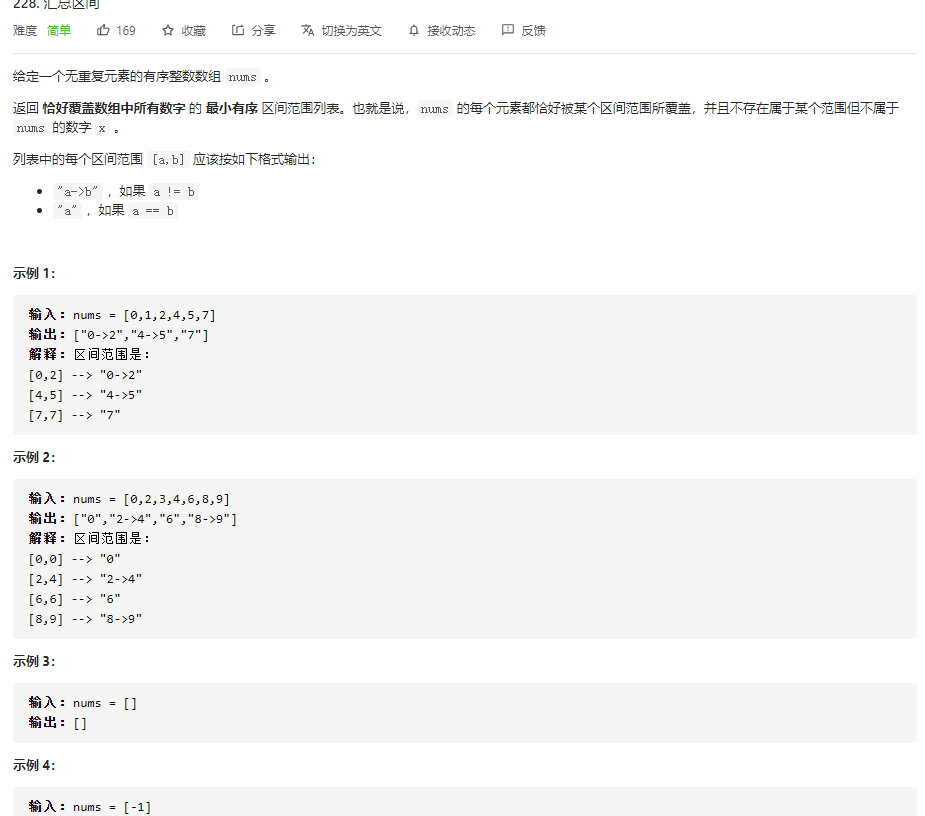 228. 汇总区间
难度 简单 169 收藏 分享 切换为英文 接收动态 反馈
给定一个无重复元素的有序整数数组 nums 。
返回 恰好覆盖数组中所有数字 的 最小有序 区间范围列表。也就是说，nums 的每个元素都恰好被某个区间范围所覆盖，并且不存在属于某个范围但不属于
nums 的数字 x 。
列表中的每个区间范围 [a,b] 应该按如下格式输出：
"a->b" ，如果 a != b
"a" ，如果 a == b
示例 1：
输入：nums = [0,1,2,4,5,7]
输出：["0->2","4->5","7"]
解释：区间范围是：
[0,2] --> "0->2"
[4,5] --> "4->5"
[7,7] --> "7"
示例 2：
输入：nums = [0,2,3,4,6,8,9]
输出：["0","2->4","6","8->9"]
解释：区间范围是：
[0,0] --> "0"
[2,4] --> "2->4"
[6,6] --> "6"
[8,9] --> "8->9"
示例 3：
输入：nums = []
输出：[]
示例 4：
输入：nums = [-1]